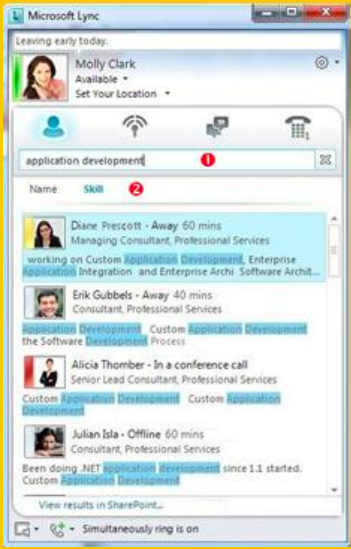 Microsoft Lync
Leaving early today.
Molly Clark
Available
Set Your Location
1
application development
1
Name Skill 2
Diane Prescott - Away 60 mins
Managing Consultant, Professional Services
working on Custom Application Development, Enterprise
Application Integration and Enterprise Archi Software Archit...
Erik Gubbels - Away 40 mins
Consultant, Professional Services
Application Development Custom Application Development
the Software Development Process
Alicia Thomber - In a conference call
Senior Lead Consultant, Professional Services
Custom Application Development Custom Application
Development
Julian Isla - Offline 60 mins
Consultant, Professional Services
Been doing .NET application development since 1.1 started.
Custom Application Development
View results in SharePoint...
Simultaneously ring is on